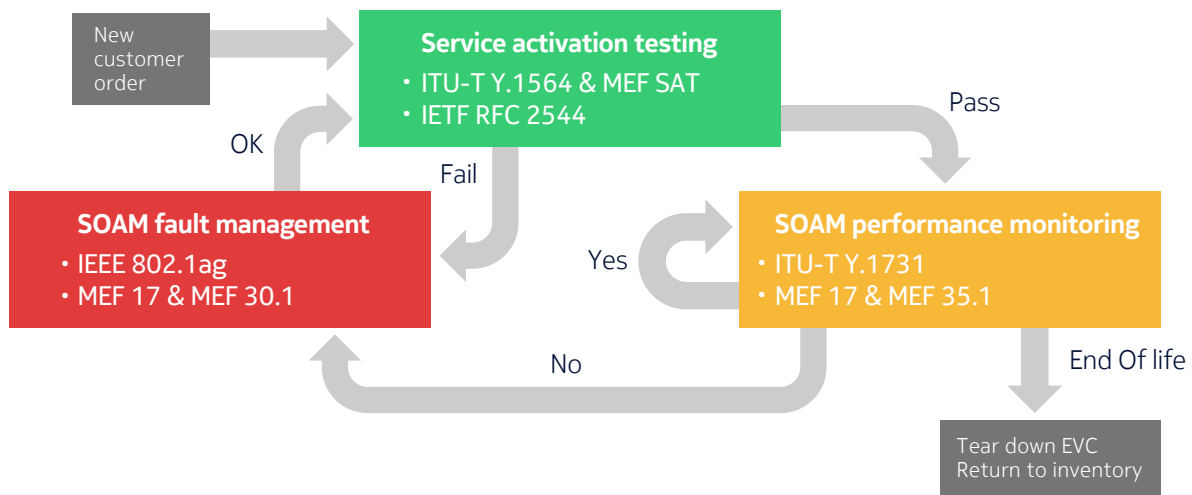 New
customer
order
Service activation testing
• ITU-T Y.1564 & MEF SAT
• IETF RFC 2544
Pass
OK
Fail
SOAM fault management
• IEEE 802.1ag
• MEF 17 & MEF 30.1
Yes
SOAM performance monitoring
• ITU-T Y.1731
• MEF 17 & MEF 35.1
No
End Of life
Tear down EVC
Return to inventory